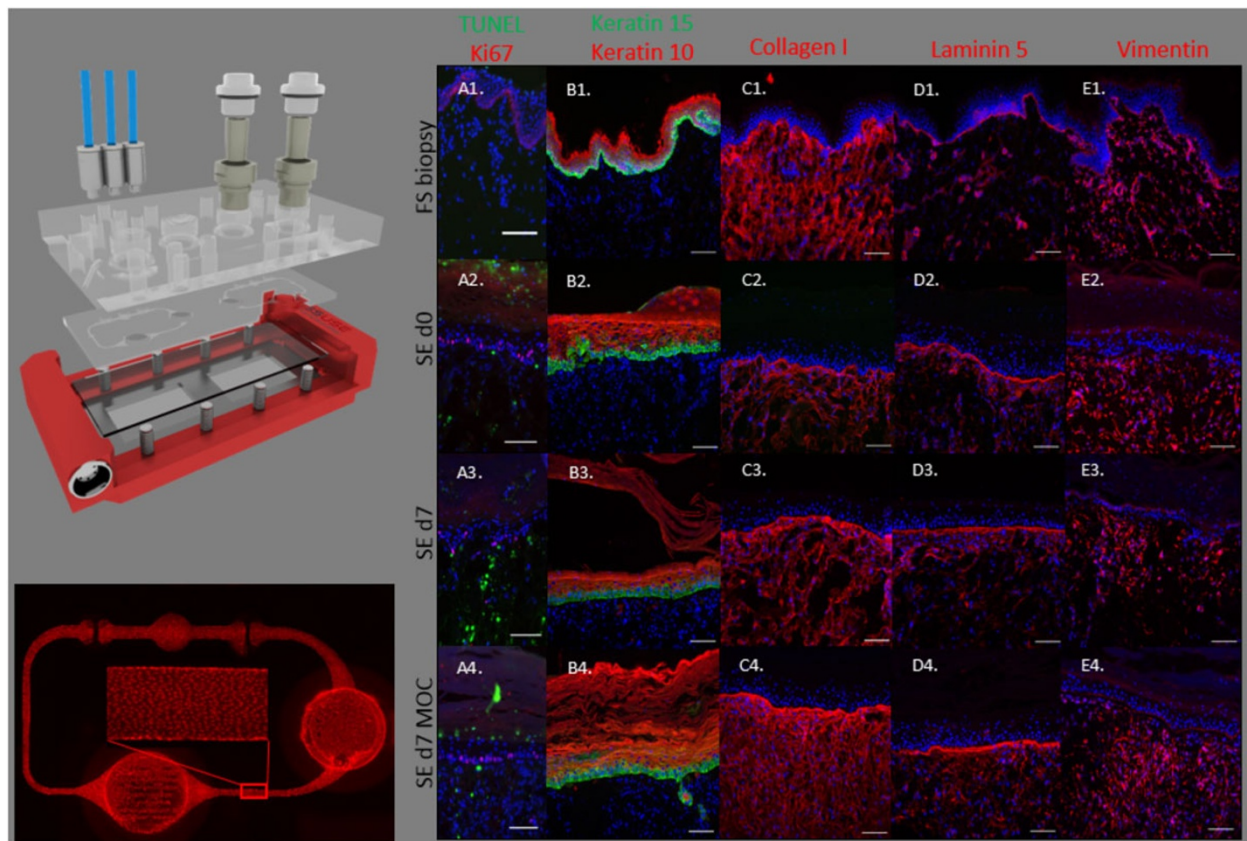 TUNEL
Ki67
Keratin 15
Keratin 10
Collagen I
Laminin 5
Vimentin
FS biopsy
A1.
B1.
C1.
D1.
E1.
SE d0
A2.
B2.
C2.
D2.
E2.
SE d7
A3.
B3.
C3.
D3.
E3.
SE d7 MOC
A4.
B4.
C4.
D4.
E4.